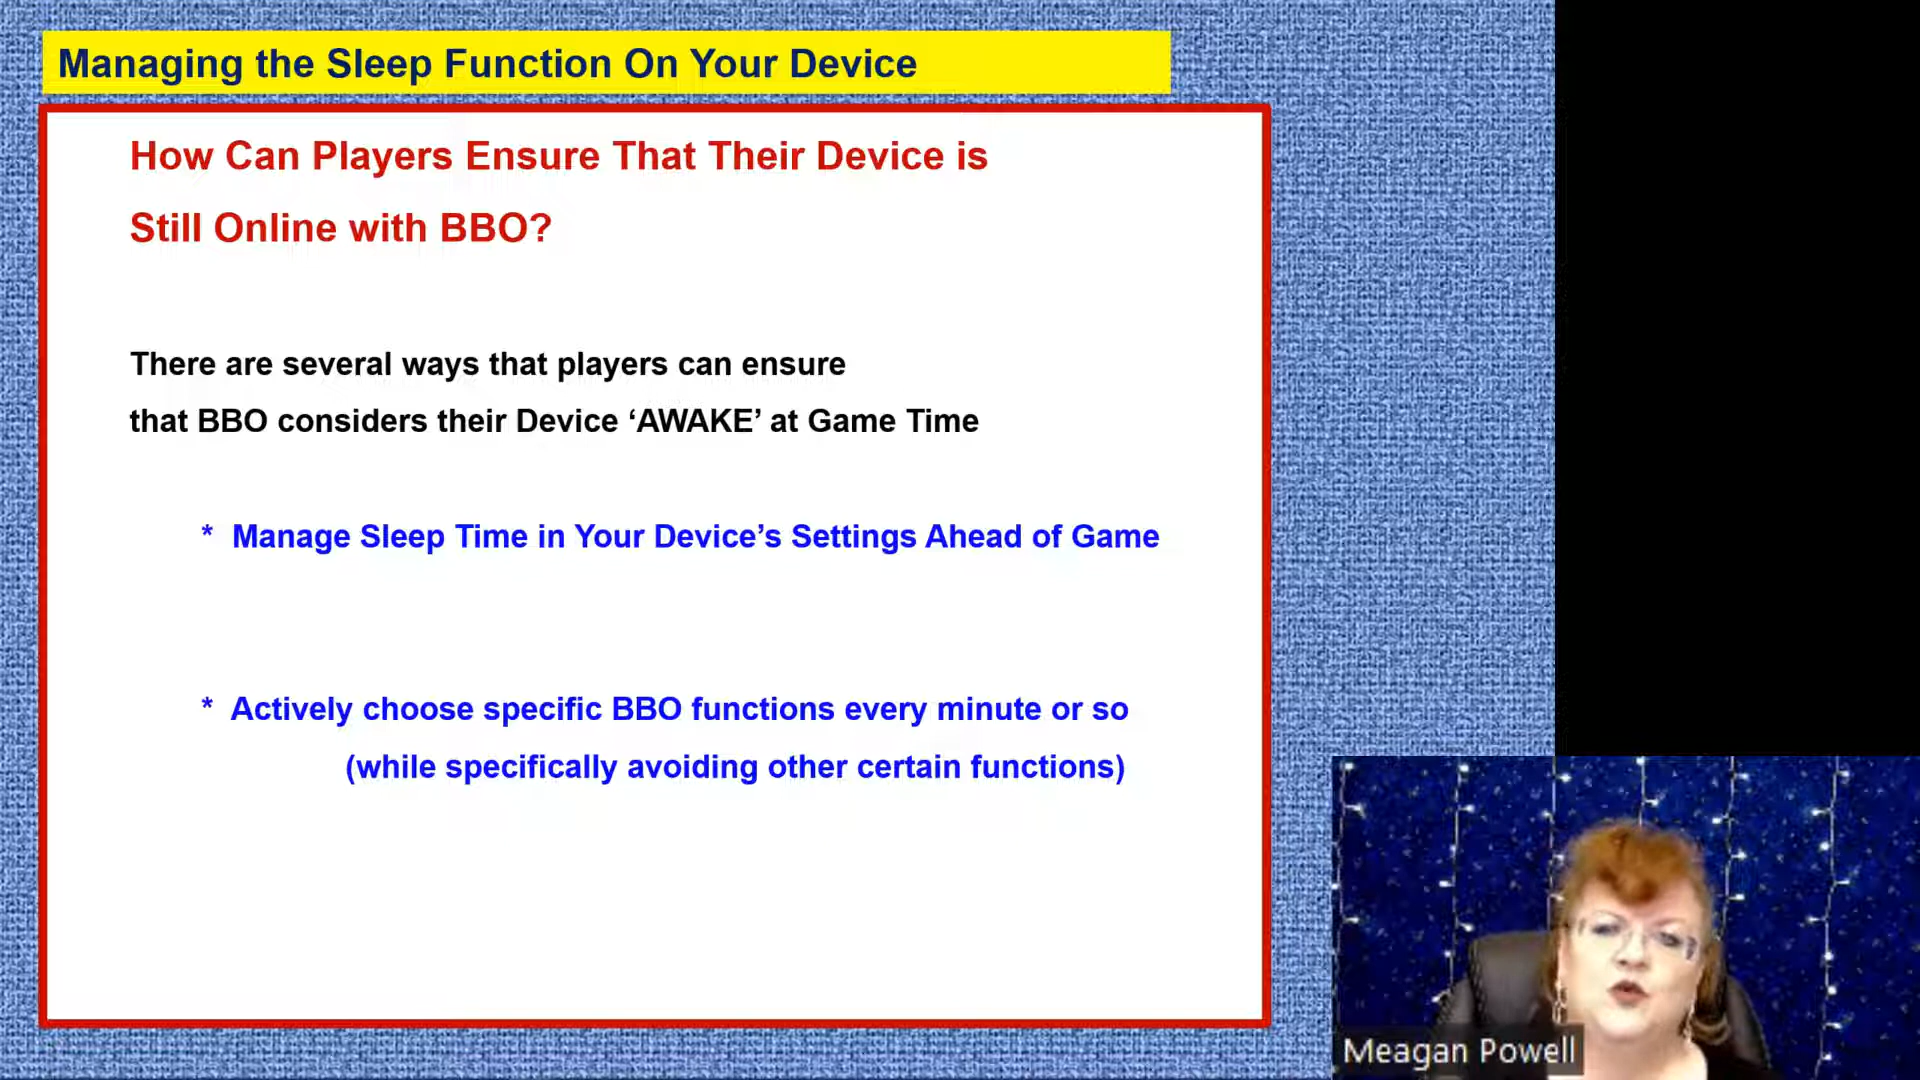 Managing the Sleep Function On Your Device
How Can Players Ensure That Their Device is
Still Online with BBO?
There are several ways that players can ensure
that BBO considers their Device ‘AWAKE’ at Game Time
* Manage Sleep Time in Your Device’s Settings Ahead of Game
* Actively choose specific BBO functions every minute or so
(while specifically avoiding other certain functions)
Meagan Powell